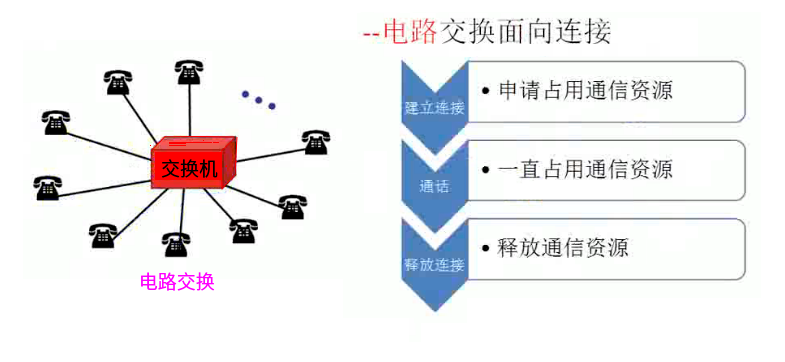 --电路交换面向连接
交换机
电路交换
建立连接
• 申请占用通信资源
通话
• 一直占用通信资源
释放连接
• 释放通信资源